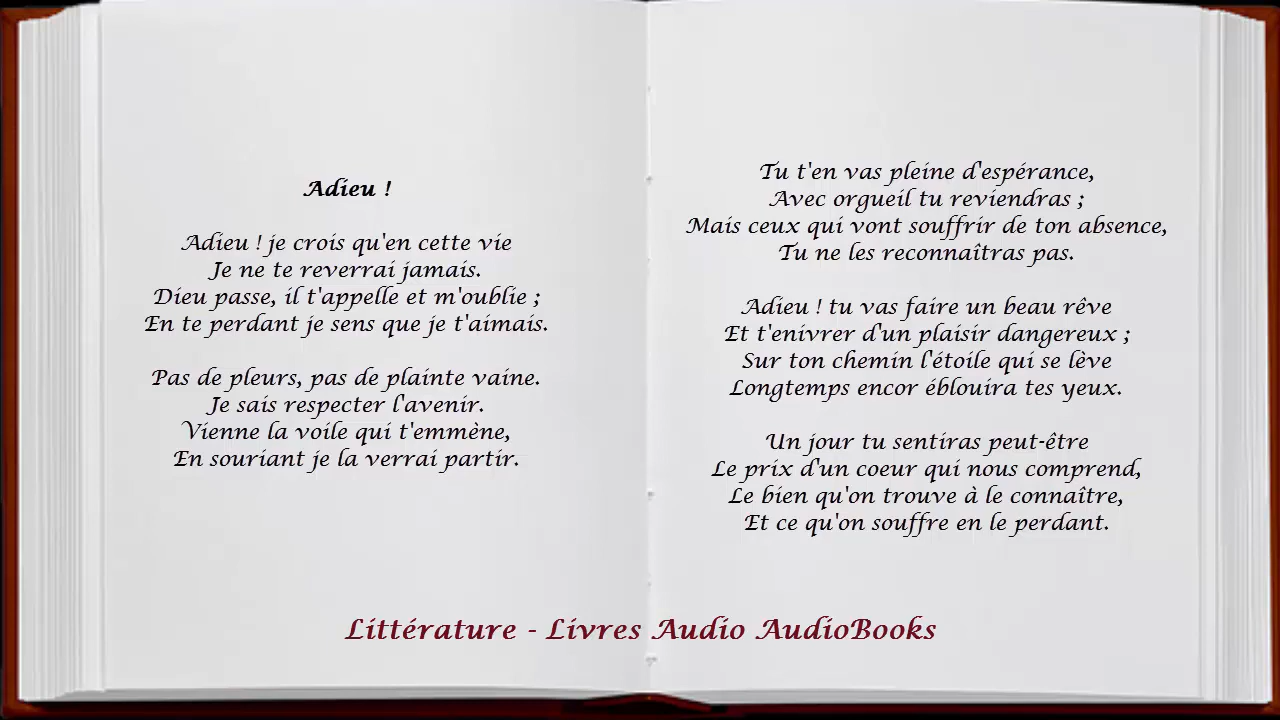 Adieu !
Adieu ! je crois qu'en cette vie
Je ne te reverrai jamais.
Dieu passe, il t'appelle et m'oublie ;
En te perdant je sens que je t'aimais.
Pas de pleurs, pas de plainte vaine.
Je sais respecter l'avenir.
Vienne la voile qui t'emmène,
En souriant je la verrai partir.
Tu t'en vas pleine d'espérance,
Avec orgueil tu reviendras ;
Mais ceux qui vont souffrir de ton absence,
Tu ne les reconnaîtras pas.
Adieu ! tu vas faire un beau rêve
Et t'enivrer d'un plaisir dangereux ;
Sur ton chemin l'étoile qui se lève
Longtemps encor éblouira tes yeux.
Un jour tu sentiras peut-être
Le prix d'un coeur qui nous comprend,
Le bien qu'on trouve à le connaître,
Et ce qu'on souffre en le perdant.
Littérature - Livres Audio AudioBooks